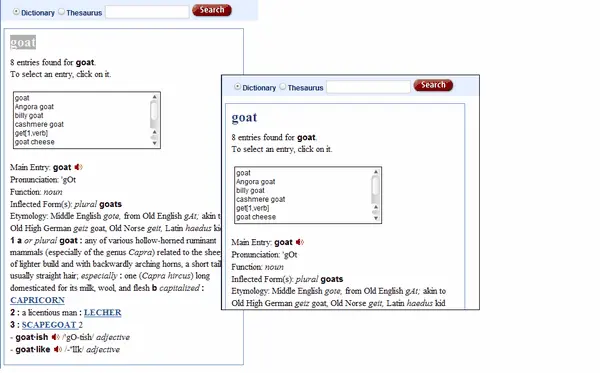 Dictionary Thesaurus Search
goat
8 entries found for goat.
To select an entry, click on it.
goat
Angora goat
billy goat
cashmere goat
get[1,verb]
goat cheese
Main Entry: goat
Pronunciation: 'gOt
Function: noun
Inflected Form(s): plural goats
Etymology: Middle English gote, from Old English gAt; akin t
Old High German geiz goat, Old Norse geit, Latin haedus ki
1 a or plural goat : any of various hollow-horned ruminant
mammals (especially of the genus Capra) related to the shee
of lighter build and with backwardly arching horns, a short tail
usually straight hair; especially : one (Capra hircus) long
domesticated for its milk, wool, and flesh b capitalized :
CAPRICORN
2 : a licentious man : LECHER
3 : SCAPEGOAT 2
- goat·ish /'gO-tish/ adjective
- goat·like /-"lIk/ adjective
Dictionary Thesaurus Search
goat
8 entries found for goat.
To select an entry, click on it.
goat
Angora goat
billy goat
cashmere goat
get[1,verb]
goat cheese
Main Entry: goat
Pronunciation: 'gOt
Function: noun
Inflected Form(s): plural goats
Etymology: Middle English gote, from Old English gAt; akin to
Old High German geiz goat, Old Norse geit, Latin haedus kid